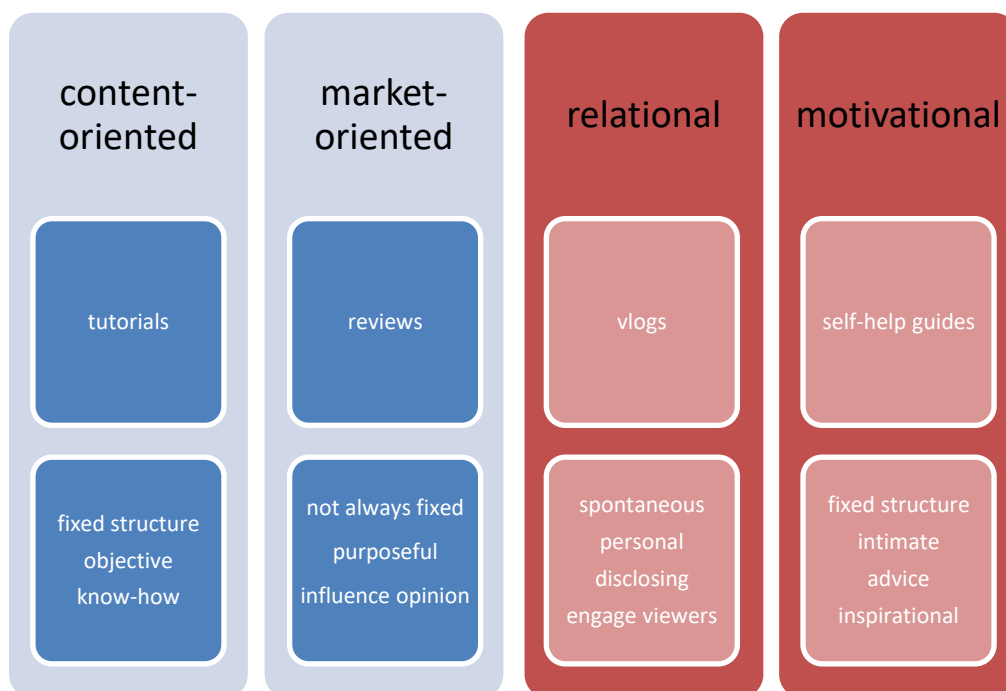 content-
oriented
tutorials
fixed structure
objective
know-how
market-
oriented
reviews
not always fixed
purposeful
influence opinion
relational
vlogs
spontaneous
personal
disclosing
engage viewers
motivational
self-help guides
fixed structure
intimate
advice
inspirational